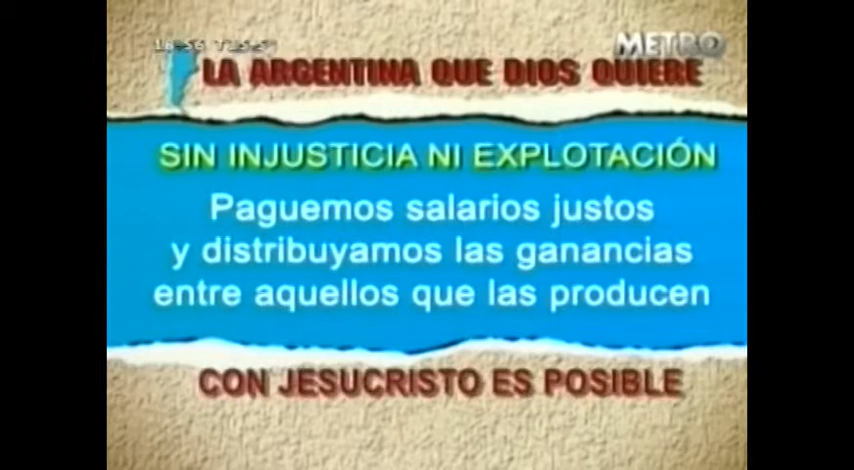 METRO
LA ARGENTINA QUE DIOS QUIERE
SIN INJUSTICIA NI EXPLOTACIÓN
Paguemos salarios justos
y distribuyamos las ganancias
entre aquellos que las producen
CON JESUCRISTO ES POSIBLE